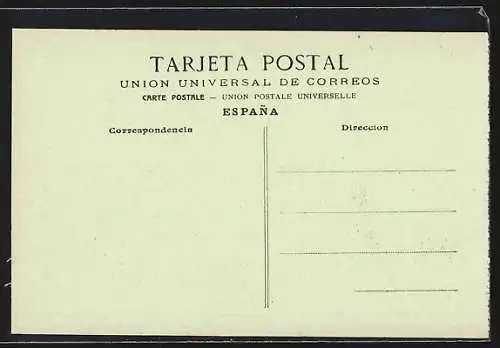 TARJETA POSTAL
UNION UNIVERSAL DE CORREOS
CARTE POSTALE — UNION POSTALE UNIVERSELLE
ESPAÑA
Correspondencia
Direccion